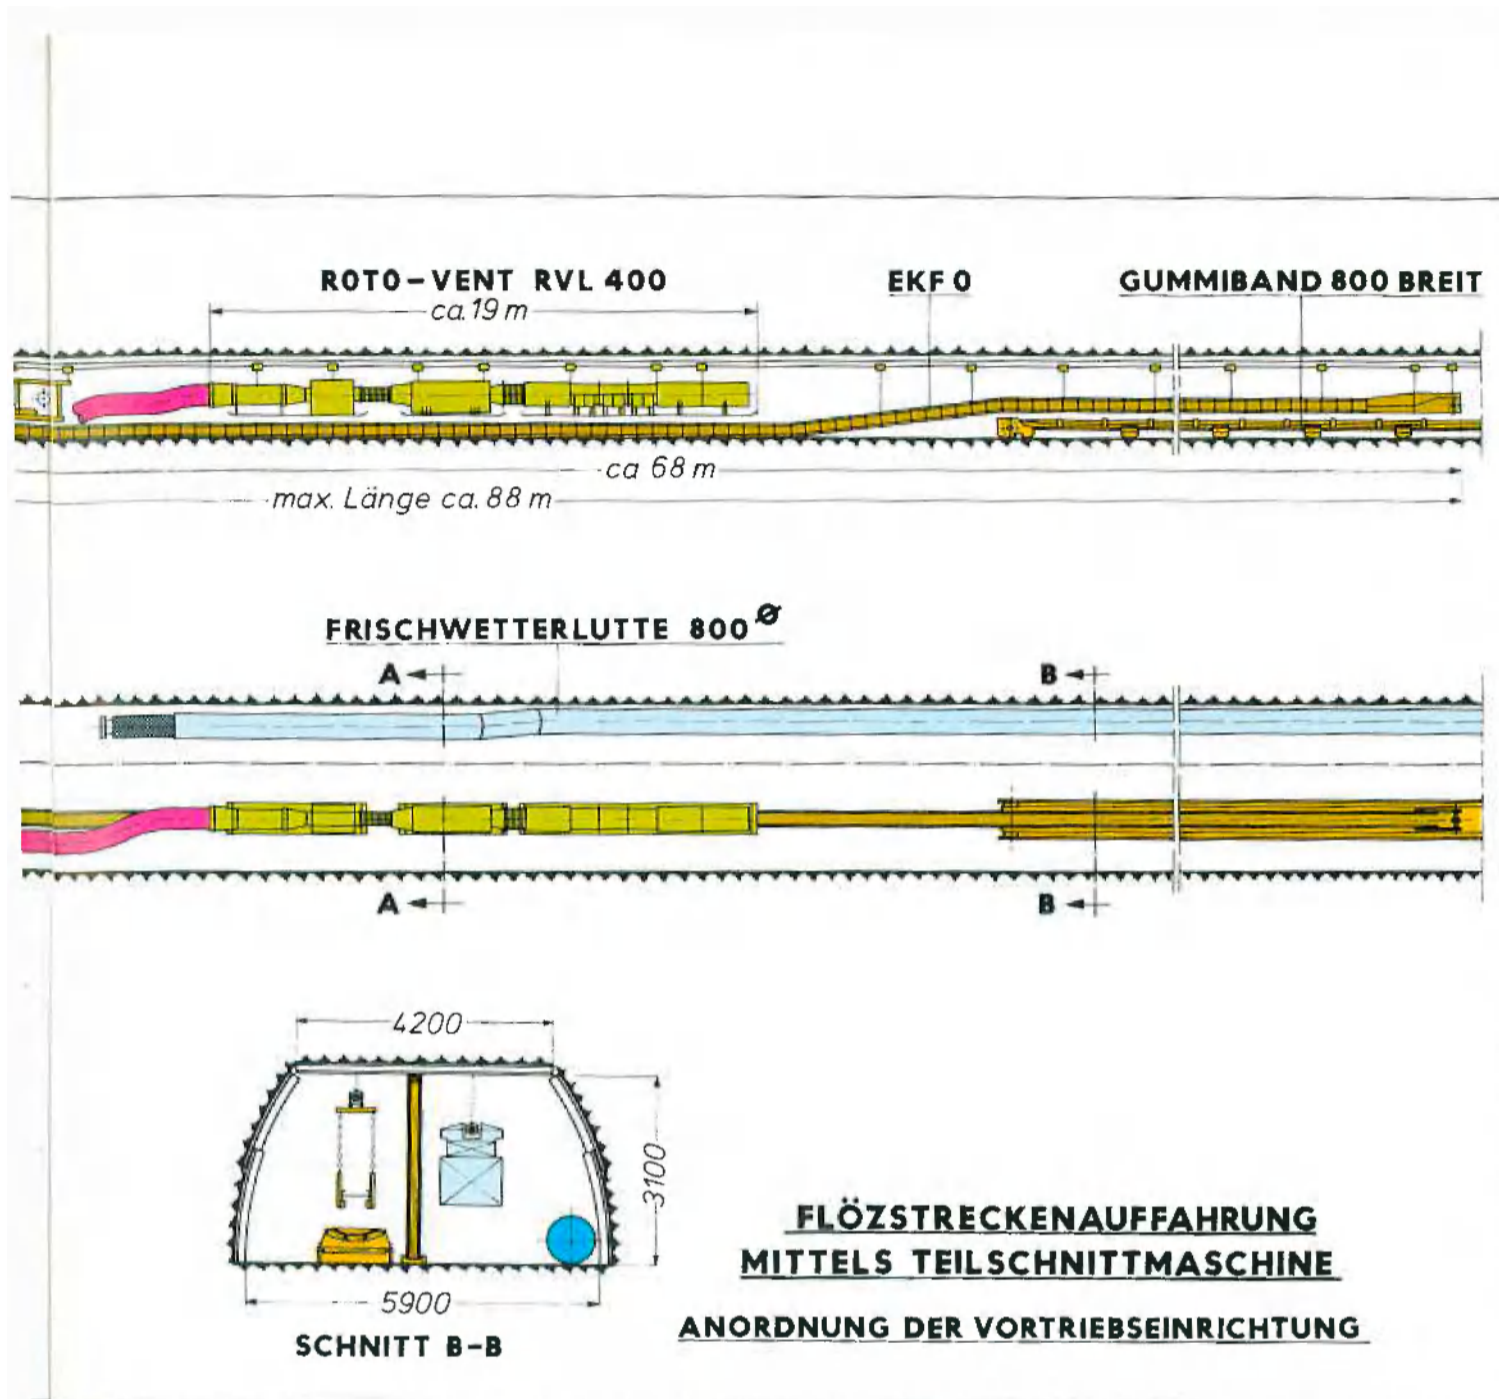 ROTO-VENT RVL 400
ca. 19 m
EKF 0
GUMMIBAND 800 BREIT
ca 68 m
max. Länge ca. 88 m
FRISCHWETTERLUTTE 800 ⌀
A
B
A
B
4200
3100
5900
SCHNITT B-B
FLÖZSTRECKENAUFFAHRUNG
MITTELS TEILSCHNITTMASCHINE
ANORDNUNG DER VORTRIEBSEINRICHTUNG